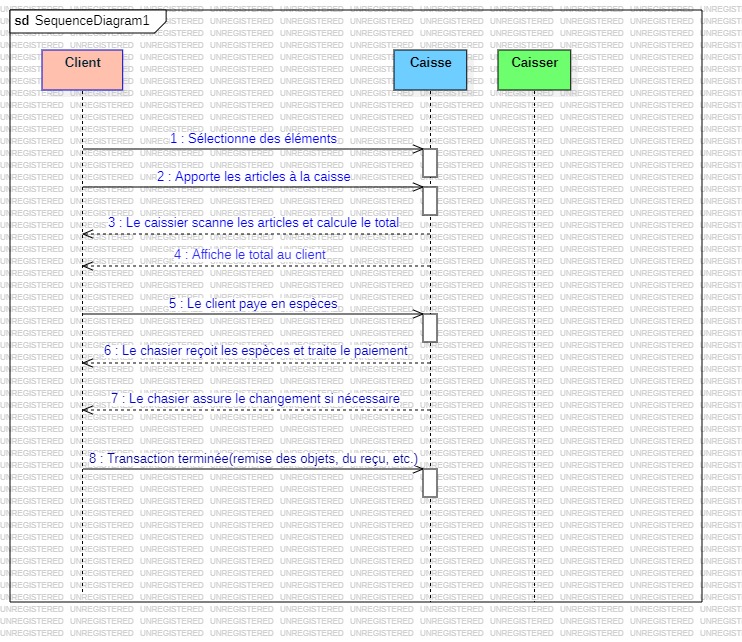 sd SequenceDiagram1
Client
Caisse
Caisser
1 : Sélectionne des éléments
2 : Apporte les articles à la caisse
3 : Le caissier scanne les articles et calcule le total
4 : Affiche le total au client
5 : Le client paye en espèces
6 : Le chasier reçoit les espèces et traite le paiement
7 : Le chasier assure le changement si nécessaire
8 : Transaction terminée(remise des objets, du reçu, etc.)
UNREGISTERED